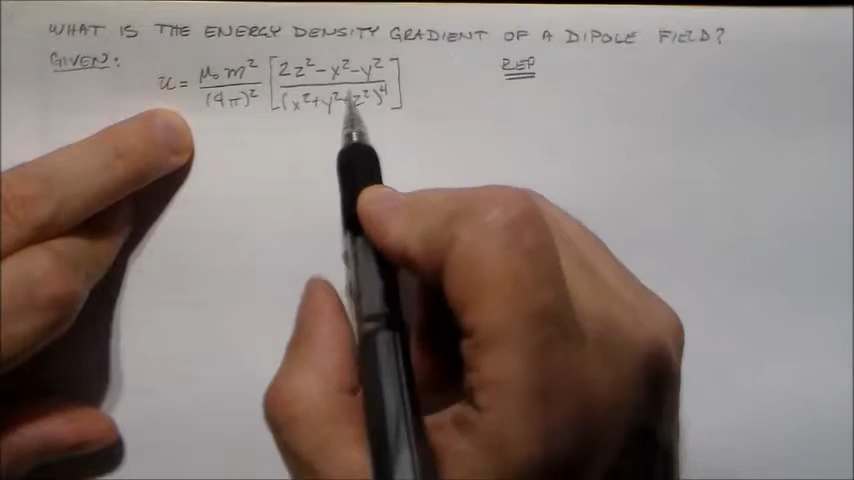 WHAT IS THE ENERGY DENSITY GRADIENT OF A DIPOLE FIELD?
GIVEN:
REP
u = μ₀m²/(4π)² [2z²-x²-y²/(x²+y²+z²)⁴]